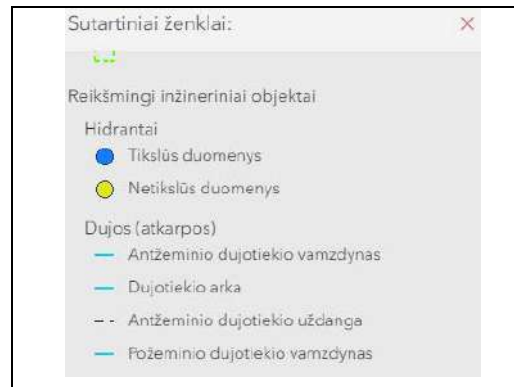 Sutartiniai ženklai:
Reikšmingi inžineriniai objektai
Hidrantai
Tikslūs duomenys
Netikslūs duomenys
Dujos (atkarpos)
Antžeminio dujotiekio vamzdynas
Dujotiekio arka
Antžeminio dujotiekio uždanga
Požeminio dujotiekio vamzdynas